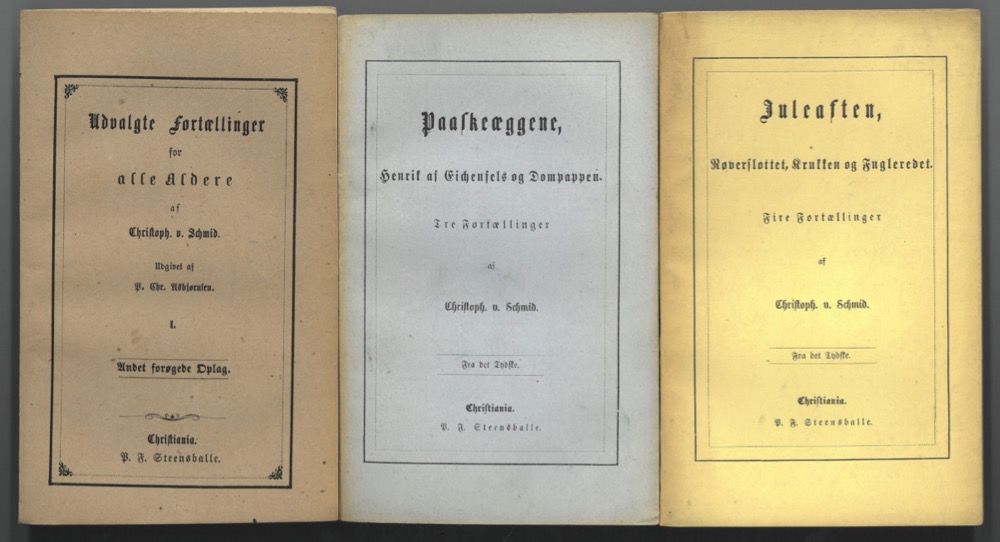 Udvalgte Fortællinger
for
alle Aldere
af
Christoph. v. Schmid.
Udgivet af
P. Chr. Asbjørnsen.
I.
Andet forøgede Oplag.
Christiania.
P. F. Steensballe.
Paaskeæggene,
Henrik af Eichenfels og Dompappen.
Tre Fortællinger
af
Christoph. v. Schmid.
Fra det Tydske.
Christiania.
P. F. Steensballe.
Juleaften,
Røverslottet, Krukken og Fugleredet.
Fire Fortællinger
af
Christoph. v. Schmid.
Fra det Tydske.
Christiania.
P. F. Steensballe.